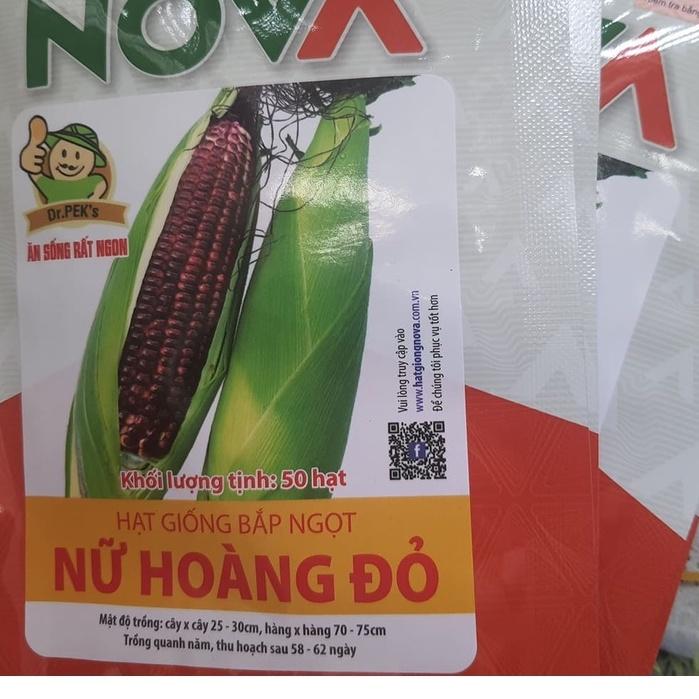 NOVA
Dr.PEK's
ĂN SỐNG RẤT NGON
Vui lòng truy cập vào
www.hatgiongnova.com.vn
Để chúng tôi phục vụ tốt hơn
Khối lượng tịnh: 50 hạt
HẠT GIỐNG BẮP NGỌT
NỮ HOÀNG ĐỎ
Mật độ trồng: cây x cây 25 - 30cm, hàng x hàng 70 - 75cm
Trồng quanh năm, thu hoạch sau 58 - 62 ngày